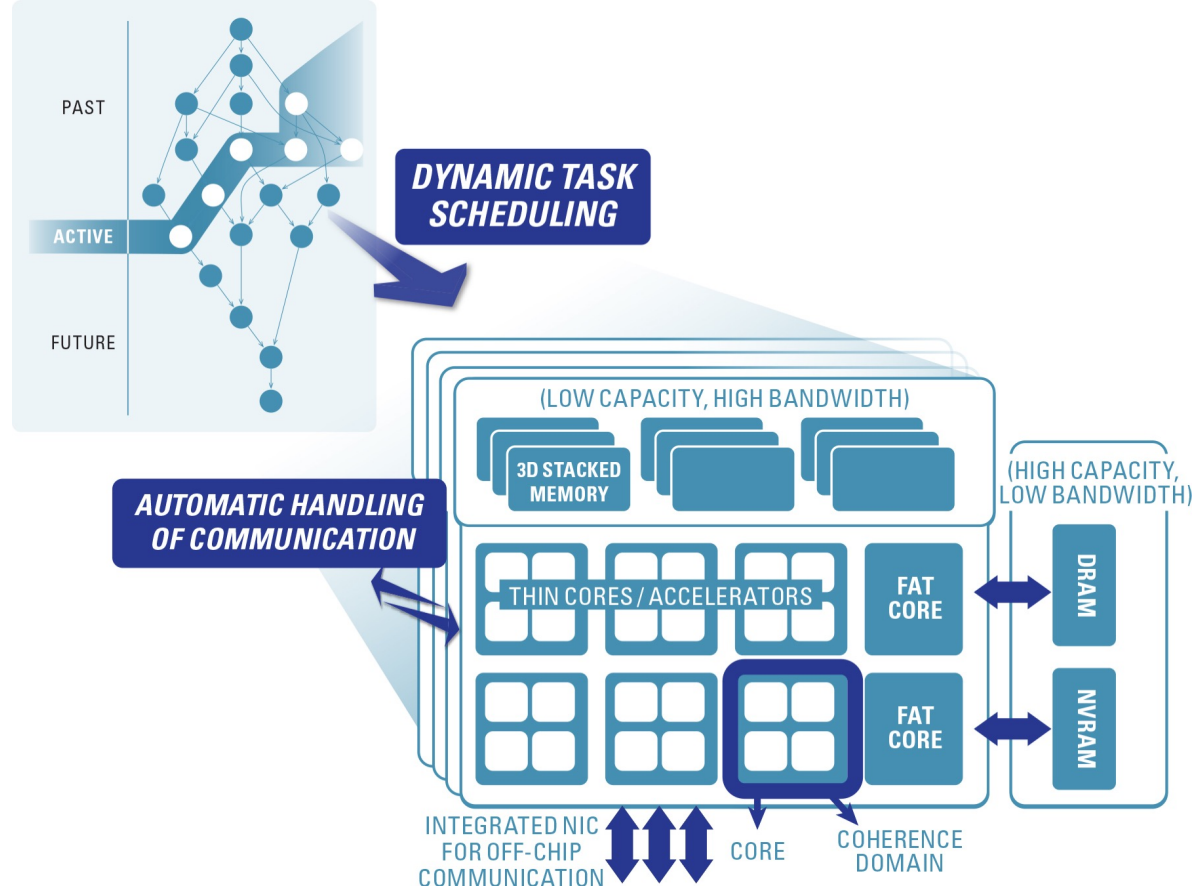 PAST
ACTIVE
FUTURE
DYNAMIC TASK
SCHEDULING
AUTOMATIC HANDLING
OF COMMUNICATION
(LOW CAPACITY, HIGH BANDWIDTH)
3D STACKED
MEMORY
(HIGH CAPACITY,
LOW BANDWIDTH)
THIN CORES / ACCELERATORS
FAT
CORE
DRAM
FAT
CORE
NVRAM
INTEGRATED NIC
FOR OFF-CHIP
COMMUNICATION
CORE
COHERENCE
DOMAIN